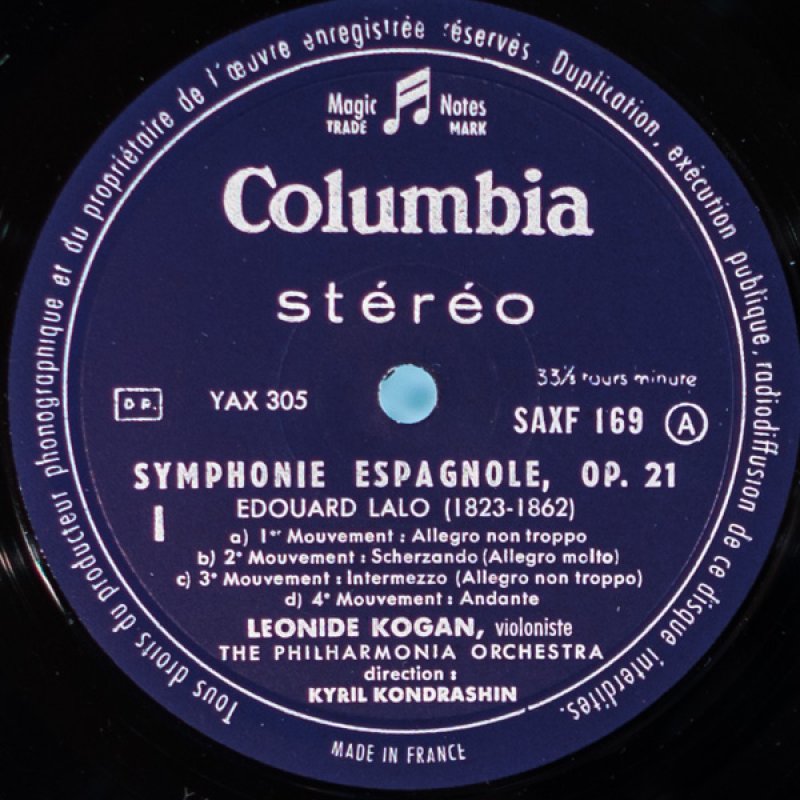 Tous droits du producteur phonographique et du propriétaire de l'œuvre enregistrée réservés. Duplication, exécution publique, radiodiffusion de ce disque interdites.
Magic Notes
TRADE MARK
Columbia
stéréo
33⅓ tours minute
D P.
YAX 305
SAXF 169 A
SYMPHONIE ESPAGNOLE, OP. 21
I
EDOUARD LALO (1823-1862)
a) 1er Mouvement : Allegro non troppo
b) 2e Mouvement : Scherzando (Allegro molto)
c) 3e Mouvement : Intermezzo (Allegro non troppo)
d) 4e Mouvement : Andante
LEONIDE KOGAN, violoniste
THE PHILHARMONIA ORCHESTRA
direction :
KYRIL KONDRASHIN
MADE IN FRANCE